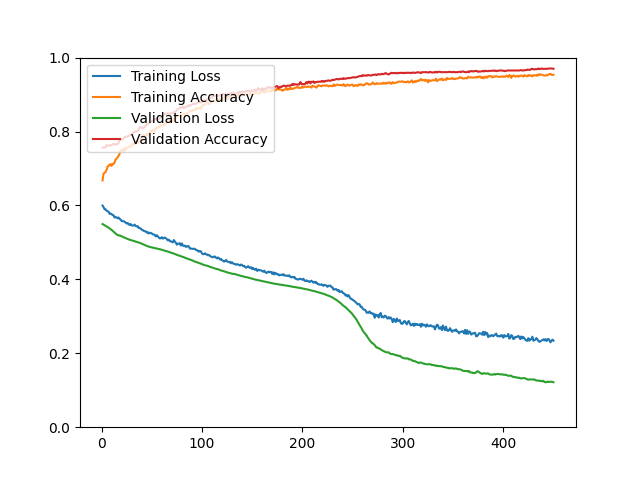 1.0
0.8
0.6
0.4
0.2
0.0
Training Loss
Training Accuracy
Validation Loss
Validation Accuracy
0 100 200 300 400